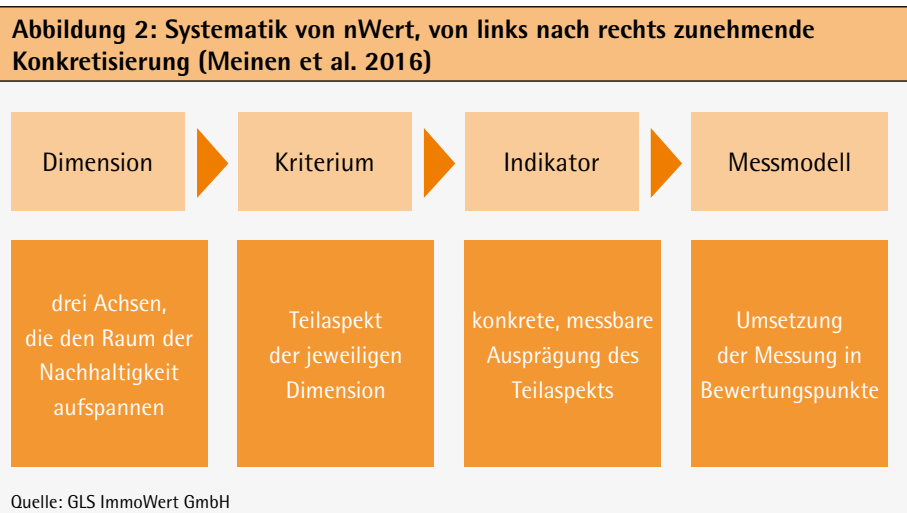 Abbildung 2: Systematik von nWert, von links nach rechts zunehmende
Konkretisierung (Meinen et al. 2016)
Dimension
Kriterium
Indikator
Messmodell
drei Achsen,
die den Raum der
Nachhaltigkeit
aufspannen
Teilaspekt
der jeweiligen
Dimension
konkrete, messbare
Ausprägung des
Teilaspekts
Umsetzung
der Messung in
Bewertungspunkte
Quelle: GLS ImmoWert GmbH